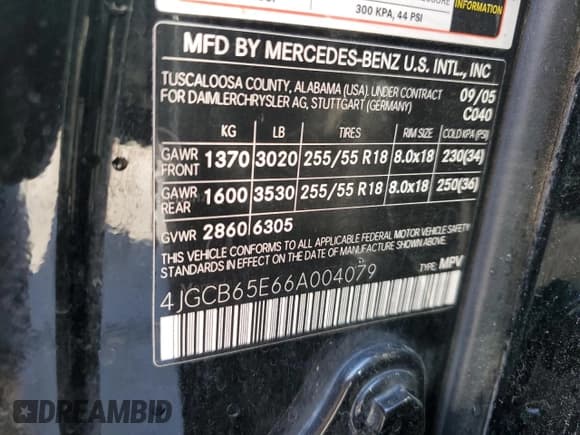 300 KPA, 44 PSI
INFORMATION
MFD BY MERCEDES-BENZ U.S. INTL., INC
TUSCALOOSA COUNTY, ALABAMA (USA). UNDER CONTRACT 09/05
FOR DAIMLERCHRYSLER AG, STUTTGART (GERMANY) C040
KG LB TIRES RIM SIZE COLD KPA (PSI)
GAWR FRONT 1370 3020 255/55 R18 8.0x18 230(34)
GAWR REAR 1600 3530 255/55 R18 8.0x18 250(36)
GVWR 2860 6305
THIS VEHICLE CONFORMS TO ALL APPLICABLE FEDERAL MOTOR VEHICLE SAFETY
STANDARDS IN EFFECT ON THE DATE OF MANUFACTURE SHOWN ABOVE
4JGCB65E66A004079 TYPE: MPV
DREAMBID